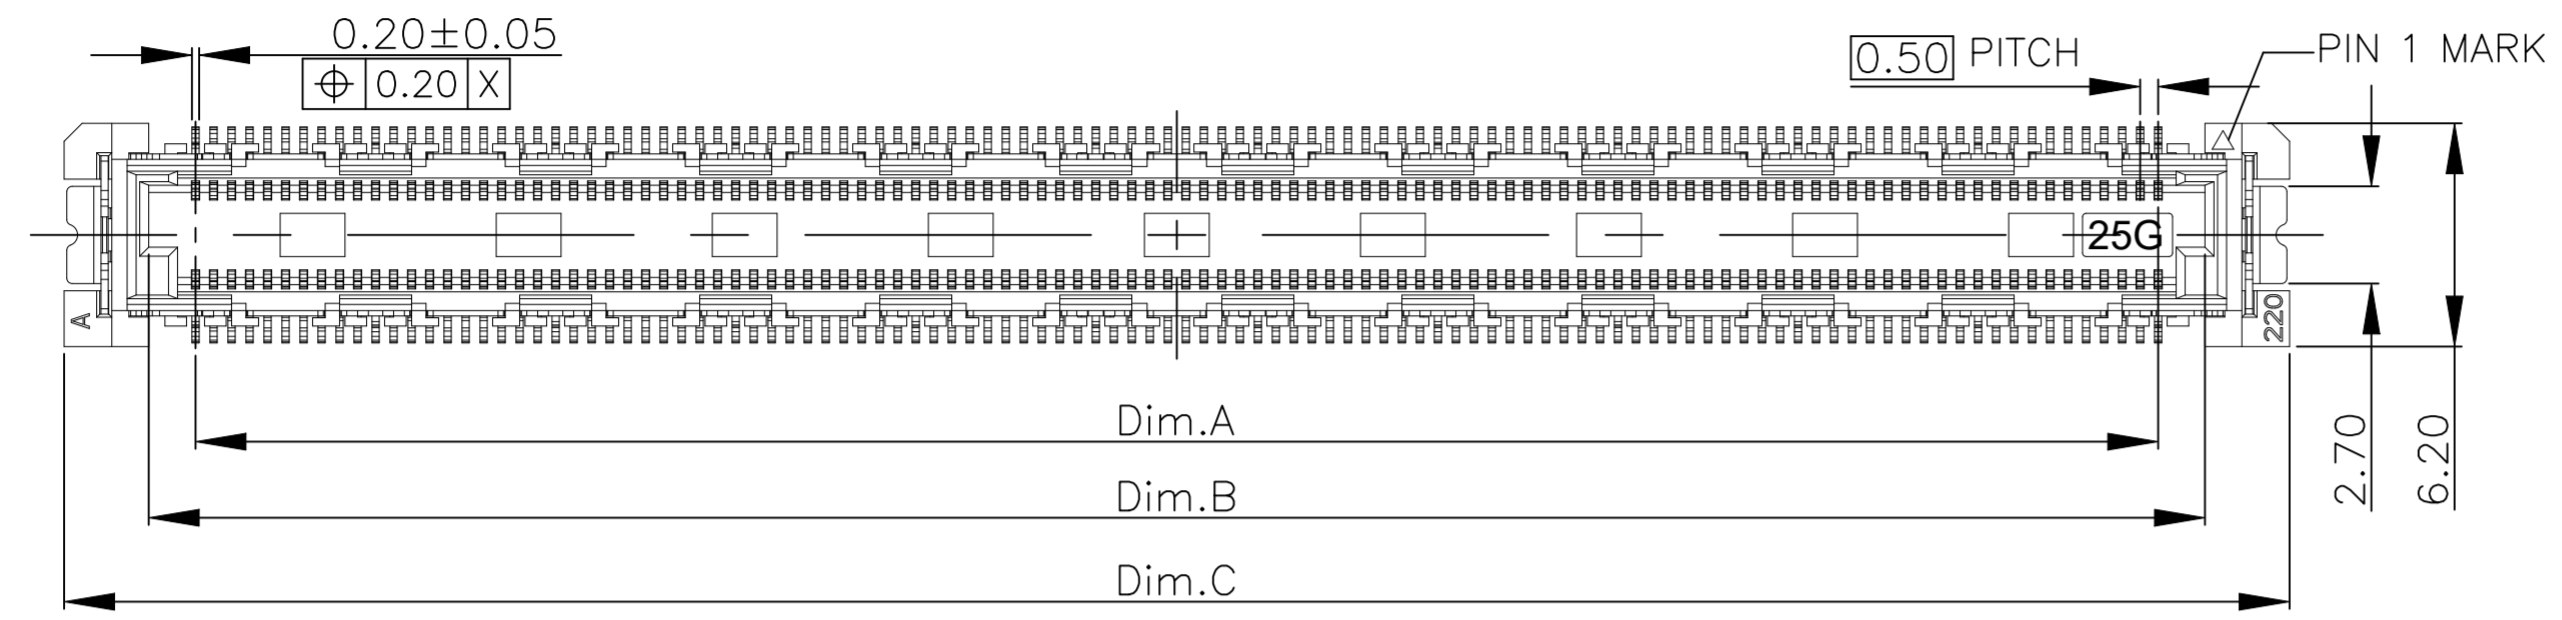 0.20±0.05
⌖ 0.20 X
0.50 PITCH
PIN 1 MARK
25G
A
220
2.70
6.20
Dim.A
Dim.B
Dim.C